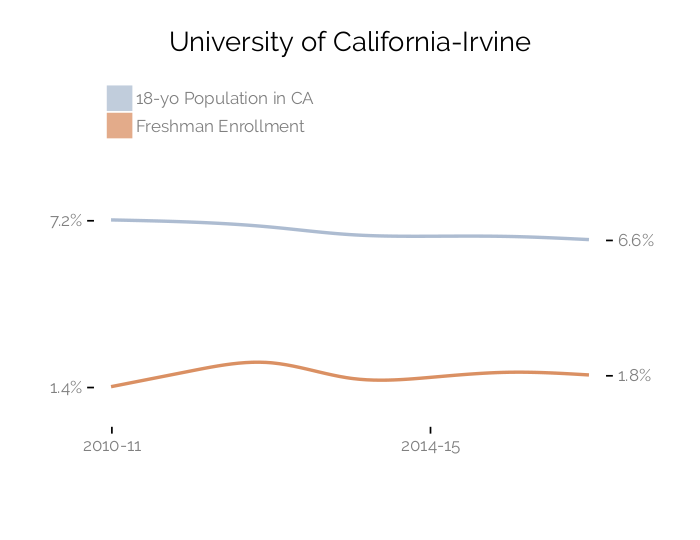 University of California-Irvine
18-yo Population in CA
Freshman Enrollment
7.2%
6.6%
1.4%
1.8%
2010-11
2014-15